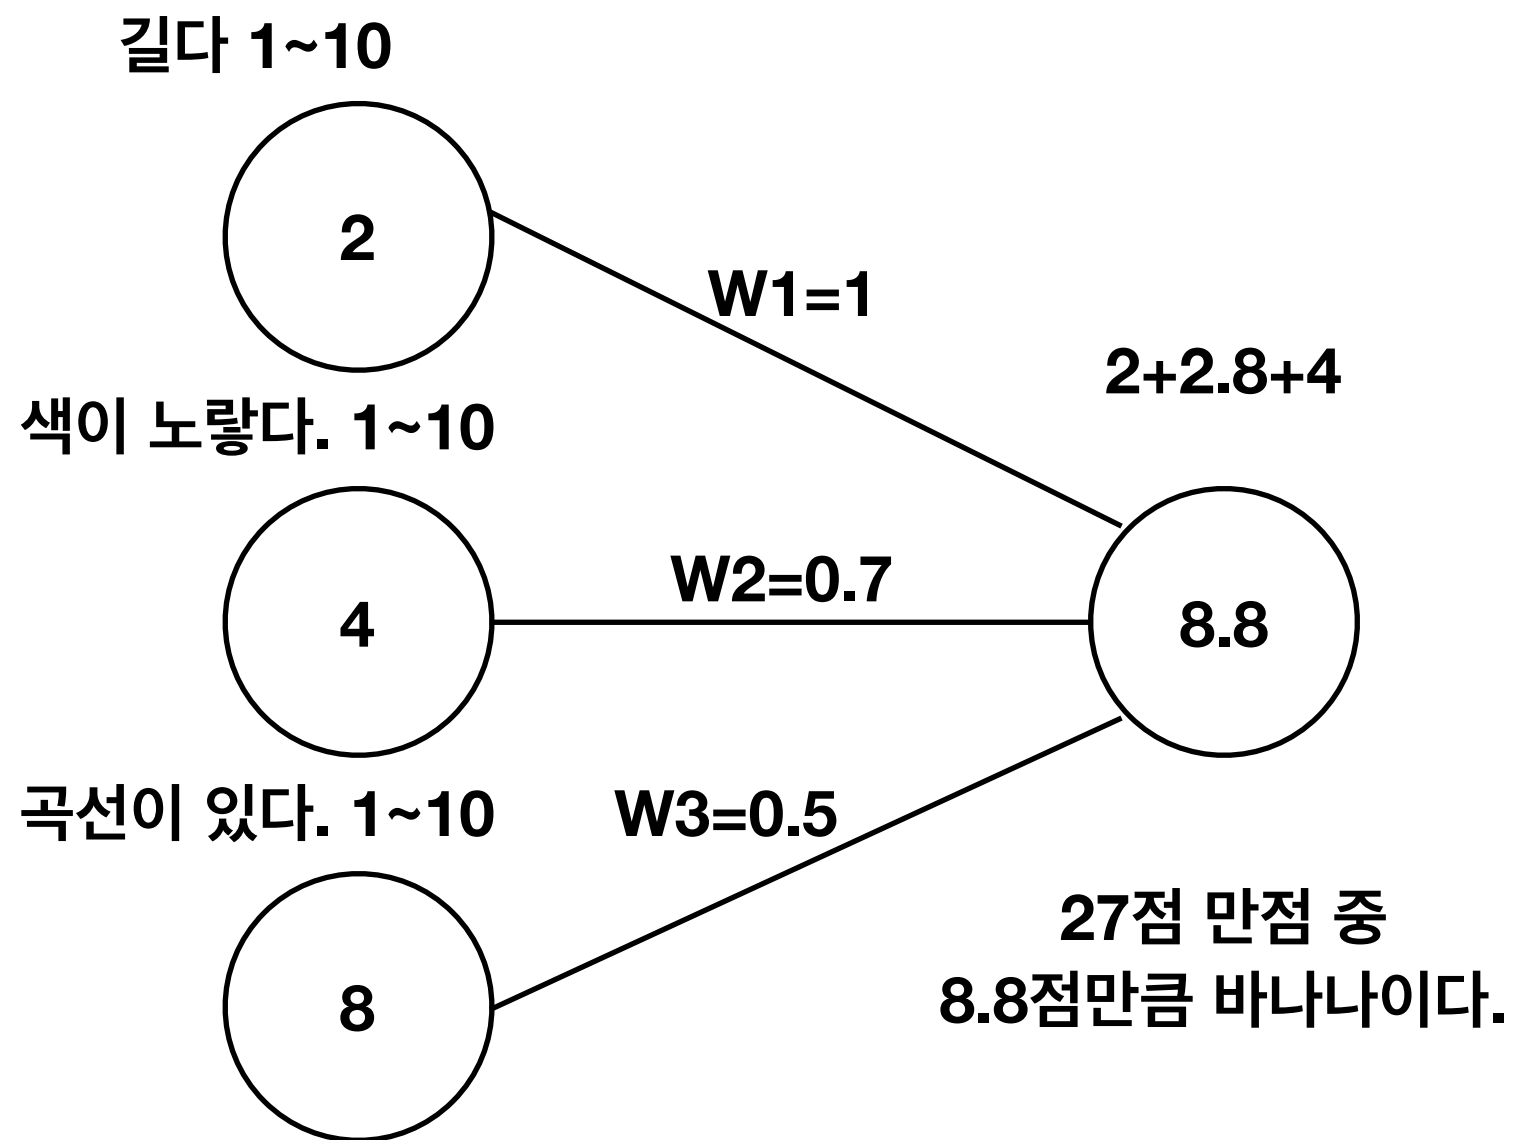 길다 1~10
2
W1=1
2+2.8+4
색이 노랗다. 1~10
4
W2=0.7
8.8
곡선이 있다. 1~10
W3=0.5
8
27점 만점 중
8.8점만큼 바나나이다.